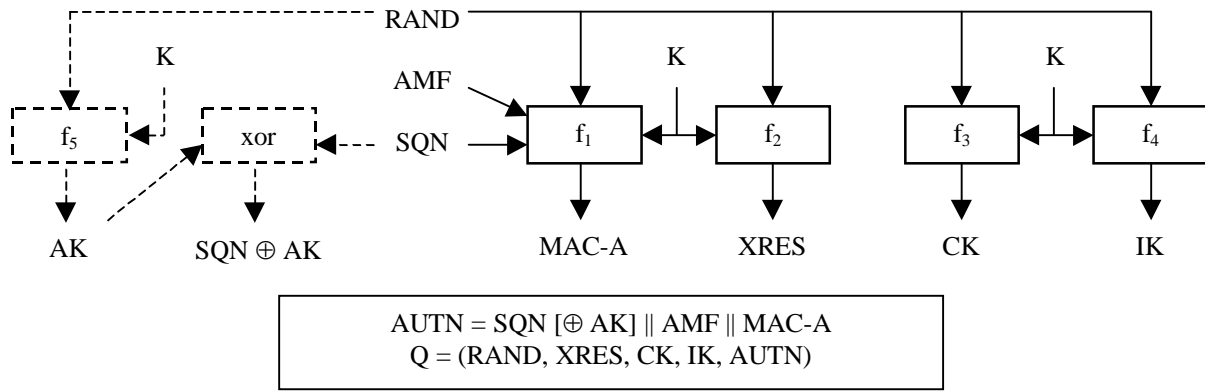 RAND
K
K
K
AMF
f₅
xor
SQN
f₁
f₂
f₃
f₄
AK
SQN ⊕ AK
MAC-A
XRES
CK
IK
AUTN = SQN [⊕ AK] || AMF || MAC-A
Q = (RAND, XRES, CK, IK, AUTN)